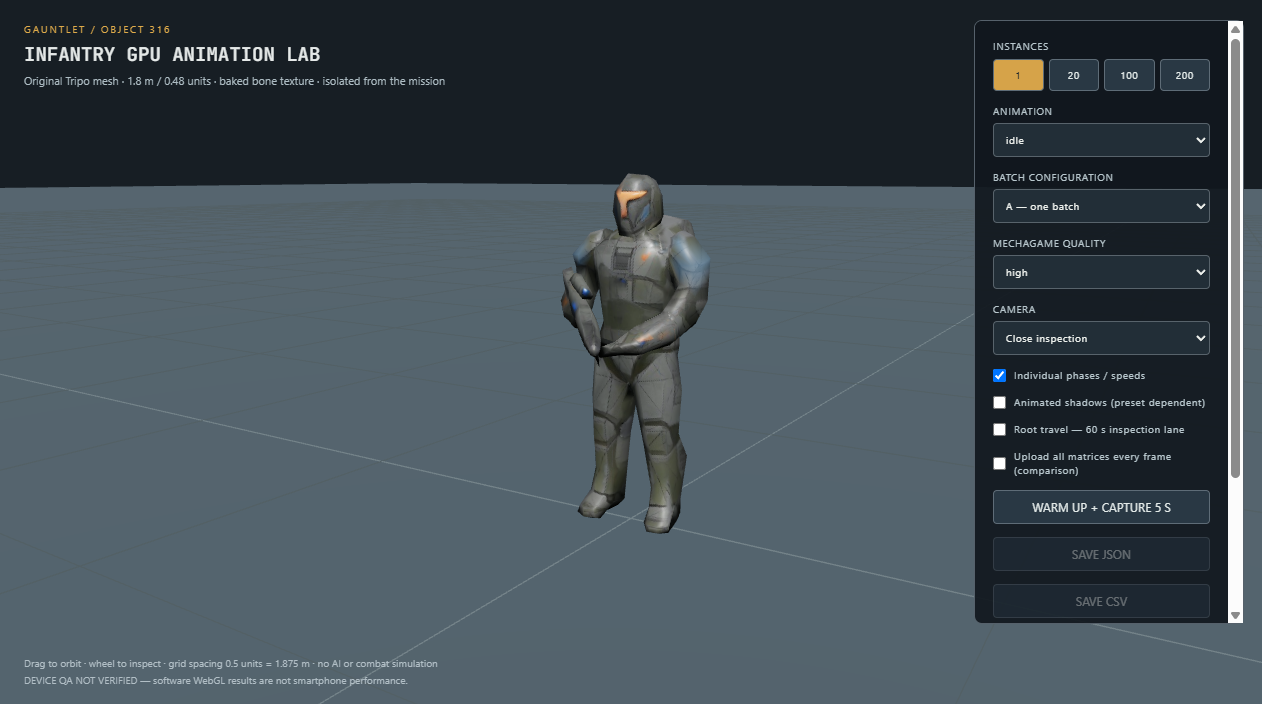 GAUNTLET / OBJECT 316
INFANTRY GPU ANIMATION LAB
Original Tripo mesh · 1.8 m / 0.48 units · baked bone texture · isolated from the mission
INSTANCES
1 20 100 200
ANIMATION
idle
BATCH CONFIGURATION
A — one batch
MECHAGAME QUALITY
high
CAMERA
Close inspection
Individual phases / speeds
Animated shadows (preset dependent)
Root travel — 60 s inspection lane
Upload all matrices every frame
(comparison)
WARM UP + CAPTURE 5 S
SAVE JSON
SAVE CSV
Drag to orbit · wheel to inspect · grid spacing 0.5 units = 1.875 m · no AI or combat simulation
DEVICE QA NOT VERIFIED — software WebGL results are not smartphone performance.